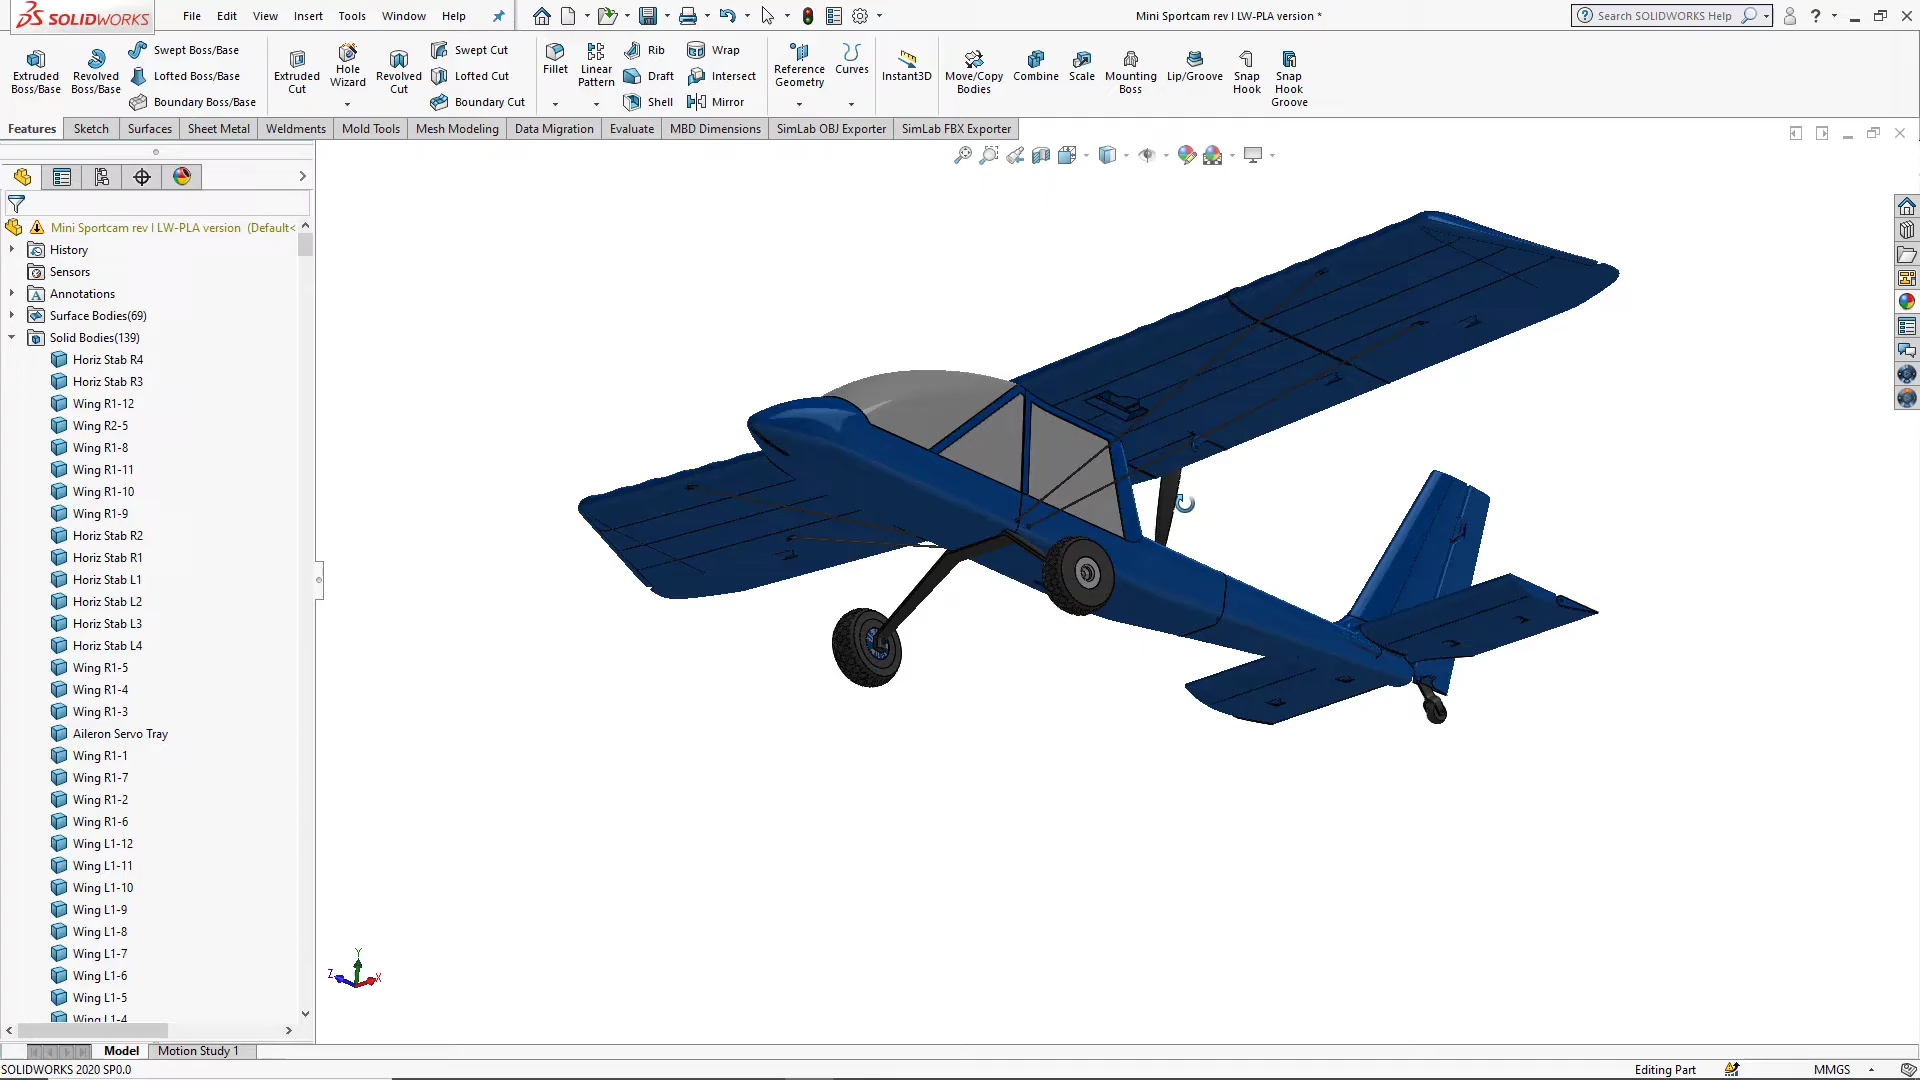 SOLIDWORKS
File Edit View Insert Tools Window Help
Mini Sportcam rev I LW-PLA version *
Search SOLIDWORKS Help
Extruded Boss/Base
Revolved Boss/Base
Swept Boss/Base
Lofted Boss/Base
Boundary Boss/Base
Extruded Cut
Hole Wizard
Revolved Cut
Swept Cut
Lofted Cut
Boundary Cut
Fillet
Linear Pattern
Rib
Draft
Shell
Wrap
Intersect
Mirror
Reference Geometry
Curves
Instant3D
Move/Copy Bodies
Combine
Scale
Mounting Boss
Lip/Groove
Snap Hook
Snap Hook Groove
Features Sketch Surfaces Sheet Metal Weldments Mold Tools Mesh Modeling Data Migration Evaluate MBD Dimensions SimLab OBJ Exporter SimLab FBX Exporter
Mini Sportcam rev I LW-PLA version (Default<
History
Sensors
Annotations
Surface Bodies(69)
Solid Bodies(139)
Horiz Stab R4
Horiz Stab R3
Wing R1-12
Wing R2-5
Wing R1-8
Wing R1-11
Wing R1-10
Wing R1-9
Horiz Stab R2
Horiz Stab R1
Horiz Stab L1
Horiz Stab L2
Horiz Stab L3
Horiz Stab L4
Wing R1-5
Wing R1-4
Wing R1-3
Aileron Servo Tray
Wing R1-1
Wing R1-7
Wing R1-2
Wing R1-6
Wing L1-12
Wing L1-11
Wing L1-10
Wing L1-9
Wing L1-8
Wing L1-7
Wing L1-6
Wing L1-5
Wing L1-4
Y
Z X
Model Motion Study 1
SOLIDWORKS 2020 SP0.0
Editing Part MMGS